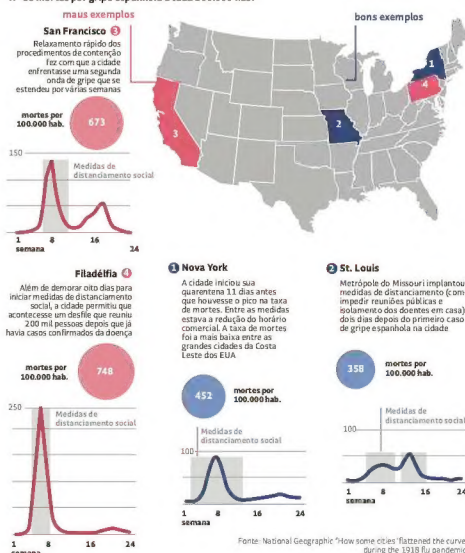 maus exemplos
bons exemplos
San Francisco 3
Relaxamento rápido dos
procedimentos de contenção
fez com que a cidade
enfrentasse uma segunda
onda de gripe que se
estendeu por várias semanas
mortes por
100.000 hab.
673
150
Medidas de
distanciamento social
1
8
16
24
semana
1
2
3
4
Filadélfia 4
Além de demorar oito dias para
iniciar medidas de distanciamento
social, a cidade permitiu que
acontecesse um desfile que reuniu
200 mil pessoas depois que já
havia casos confirmados da doença
mortes por
100.000 hab.
748
250
Medidas de
distanciamento social
1
8
16
24
semana
1 Nova York
A cidade iniciou sua
quarentena 11 dias antes
que houvesse o pico na taxa
de mortes. Entre as medidas
estava a redução do horário
comercial. A taxa de mortes
foi a mais baixa entre as
grandes cidades da Costa
Leste dos EUA
452
mortes por
100.000 hab.
Medidas de
distanciamento social
100
1
8
16
24
semana
2 St. Louis
Metrópole do Missouri implantou
medidas de distanciamento (com
impedir reuniões públicas e
isolamento dos doentes em casa)
dois dias depois do primeiro caso
de gripe espanhola na cidade
358
mortes por
100.000 hab.
Medidas de
distanciamento social
100
1
8
16
24
semana
Fonte: National Geographic "How some cities 'flattened the curve
during the 1918 flu pandemic